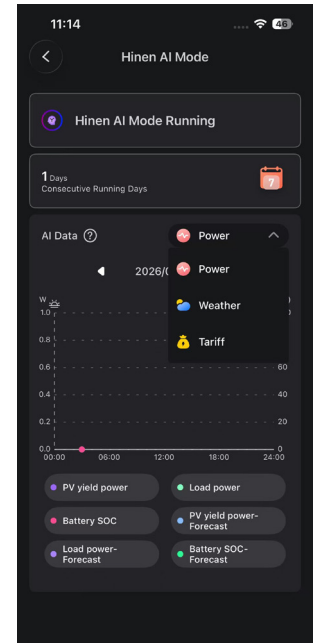 11:14
46
Hinen AI Mode
Hinen AI Mode Running
1 Days
Consecutive Running Days
7
AI Data ?
Power
2026/0
Power
Weather
Tariff
W
1.0
0.8
0.6
60
0.4
40
0.2
20
0.0
0
00:00 06:00 12:00 18:00 24:00
PV yield power
Load power
Battery SOC
PV yield power-
Forecast
Load power-
Forecast
Battery SOC-
Forecast